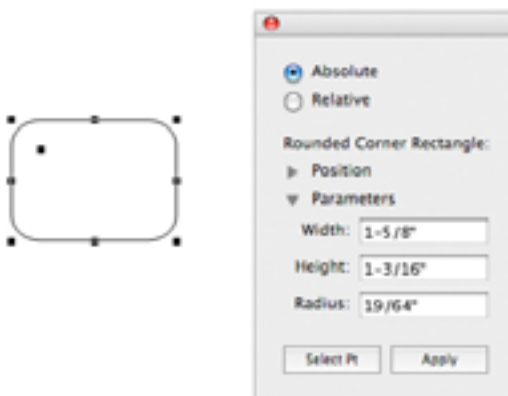 Absolute
Relative
Rounded Corner Rectangle:
Position
Parameters
Width: 1-5/8"
Height: 1-3/16"
Radius: 19/64"
Select Pt Apply